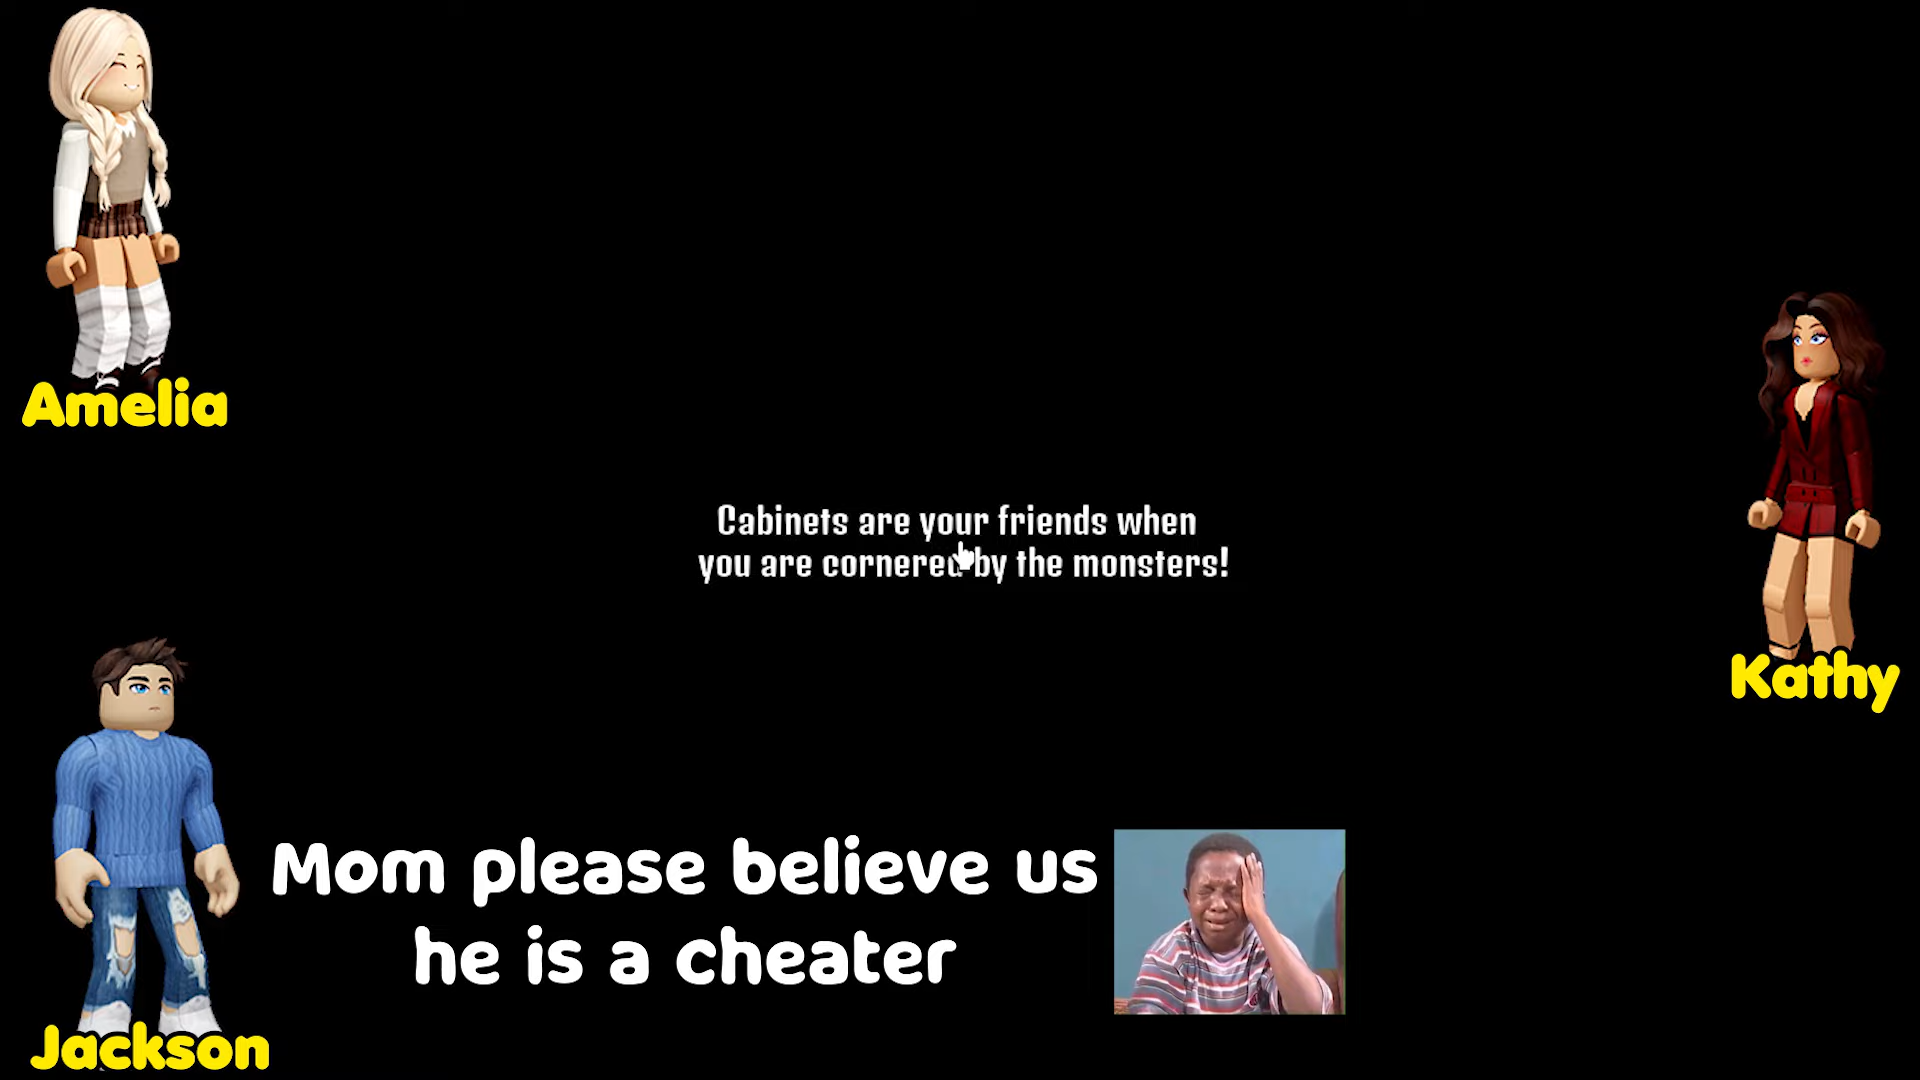 Amelia
Cabinets are your friends when
you are cornered by the monsters!
Kathy
Mom please believe us
he is a cheater
Jackson